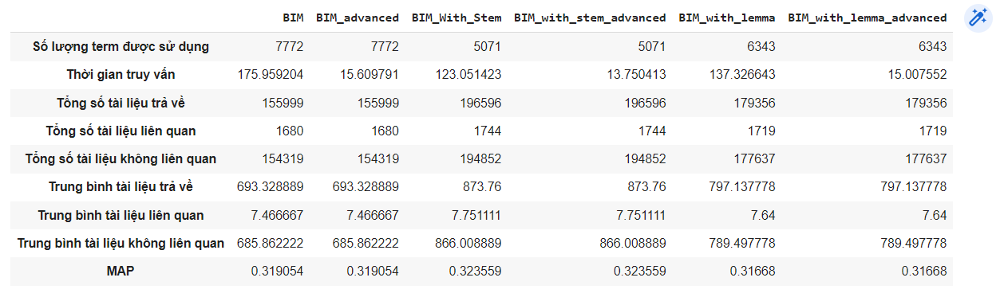 BIM BIM_advanced BIM_With_Stem BIM_with_stem_advanced BIM_with_lemma BIM_with_lemma_advanced
Số lượng term được sử dụng 7772 7772 5071 5071 6343 6343
Thời gian truy vấn 175.959204 15.609791 123.051423 13.750413 137.326643 15.007552
Tổng số tài liệu trả về 155999 155999 196596 196596 179356 179356
Tổng số tài liệu liên quan 1680 1680 1744 1744 1719 1719
Tổng số tài liệu không liên quan 154319 154319 194852 194852 177637 177637
Trung bình tài liệu trả về 693.328889 693.328889 873.76 873.76 797.137778 797.137778
Trung bình tài liệu liên quan 7.466667 7.466667 7.751111 7.751111 7.64 7.64
Trung bình tài liệu không liên quan 685.862222 685.862222 866.008889 866.008889 789.497778 789.497778
MAP 0.319054 0.319054 0.323559 0.323559 0.31668 0.31668